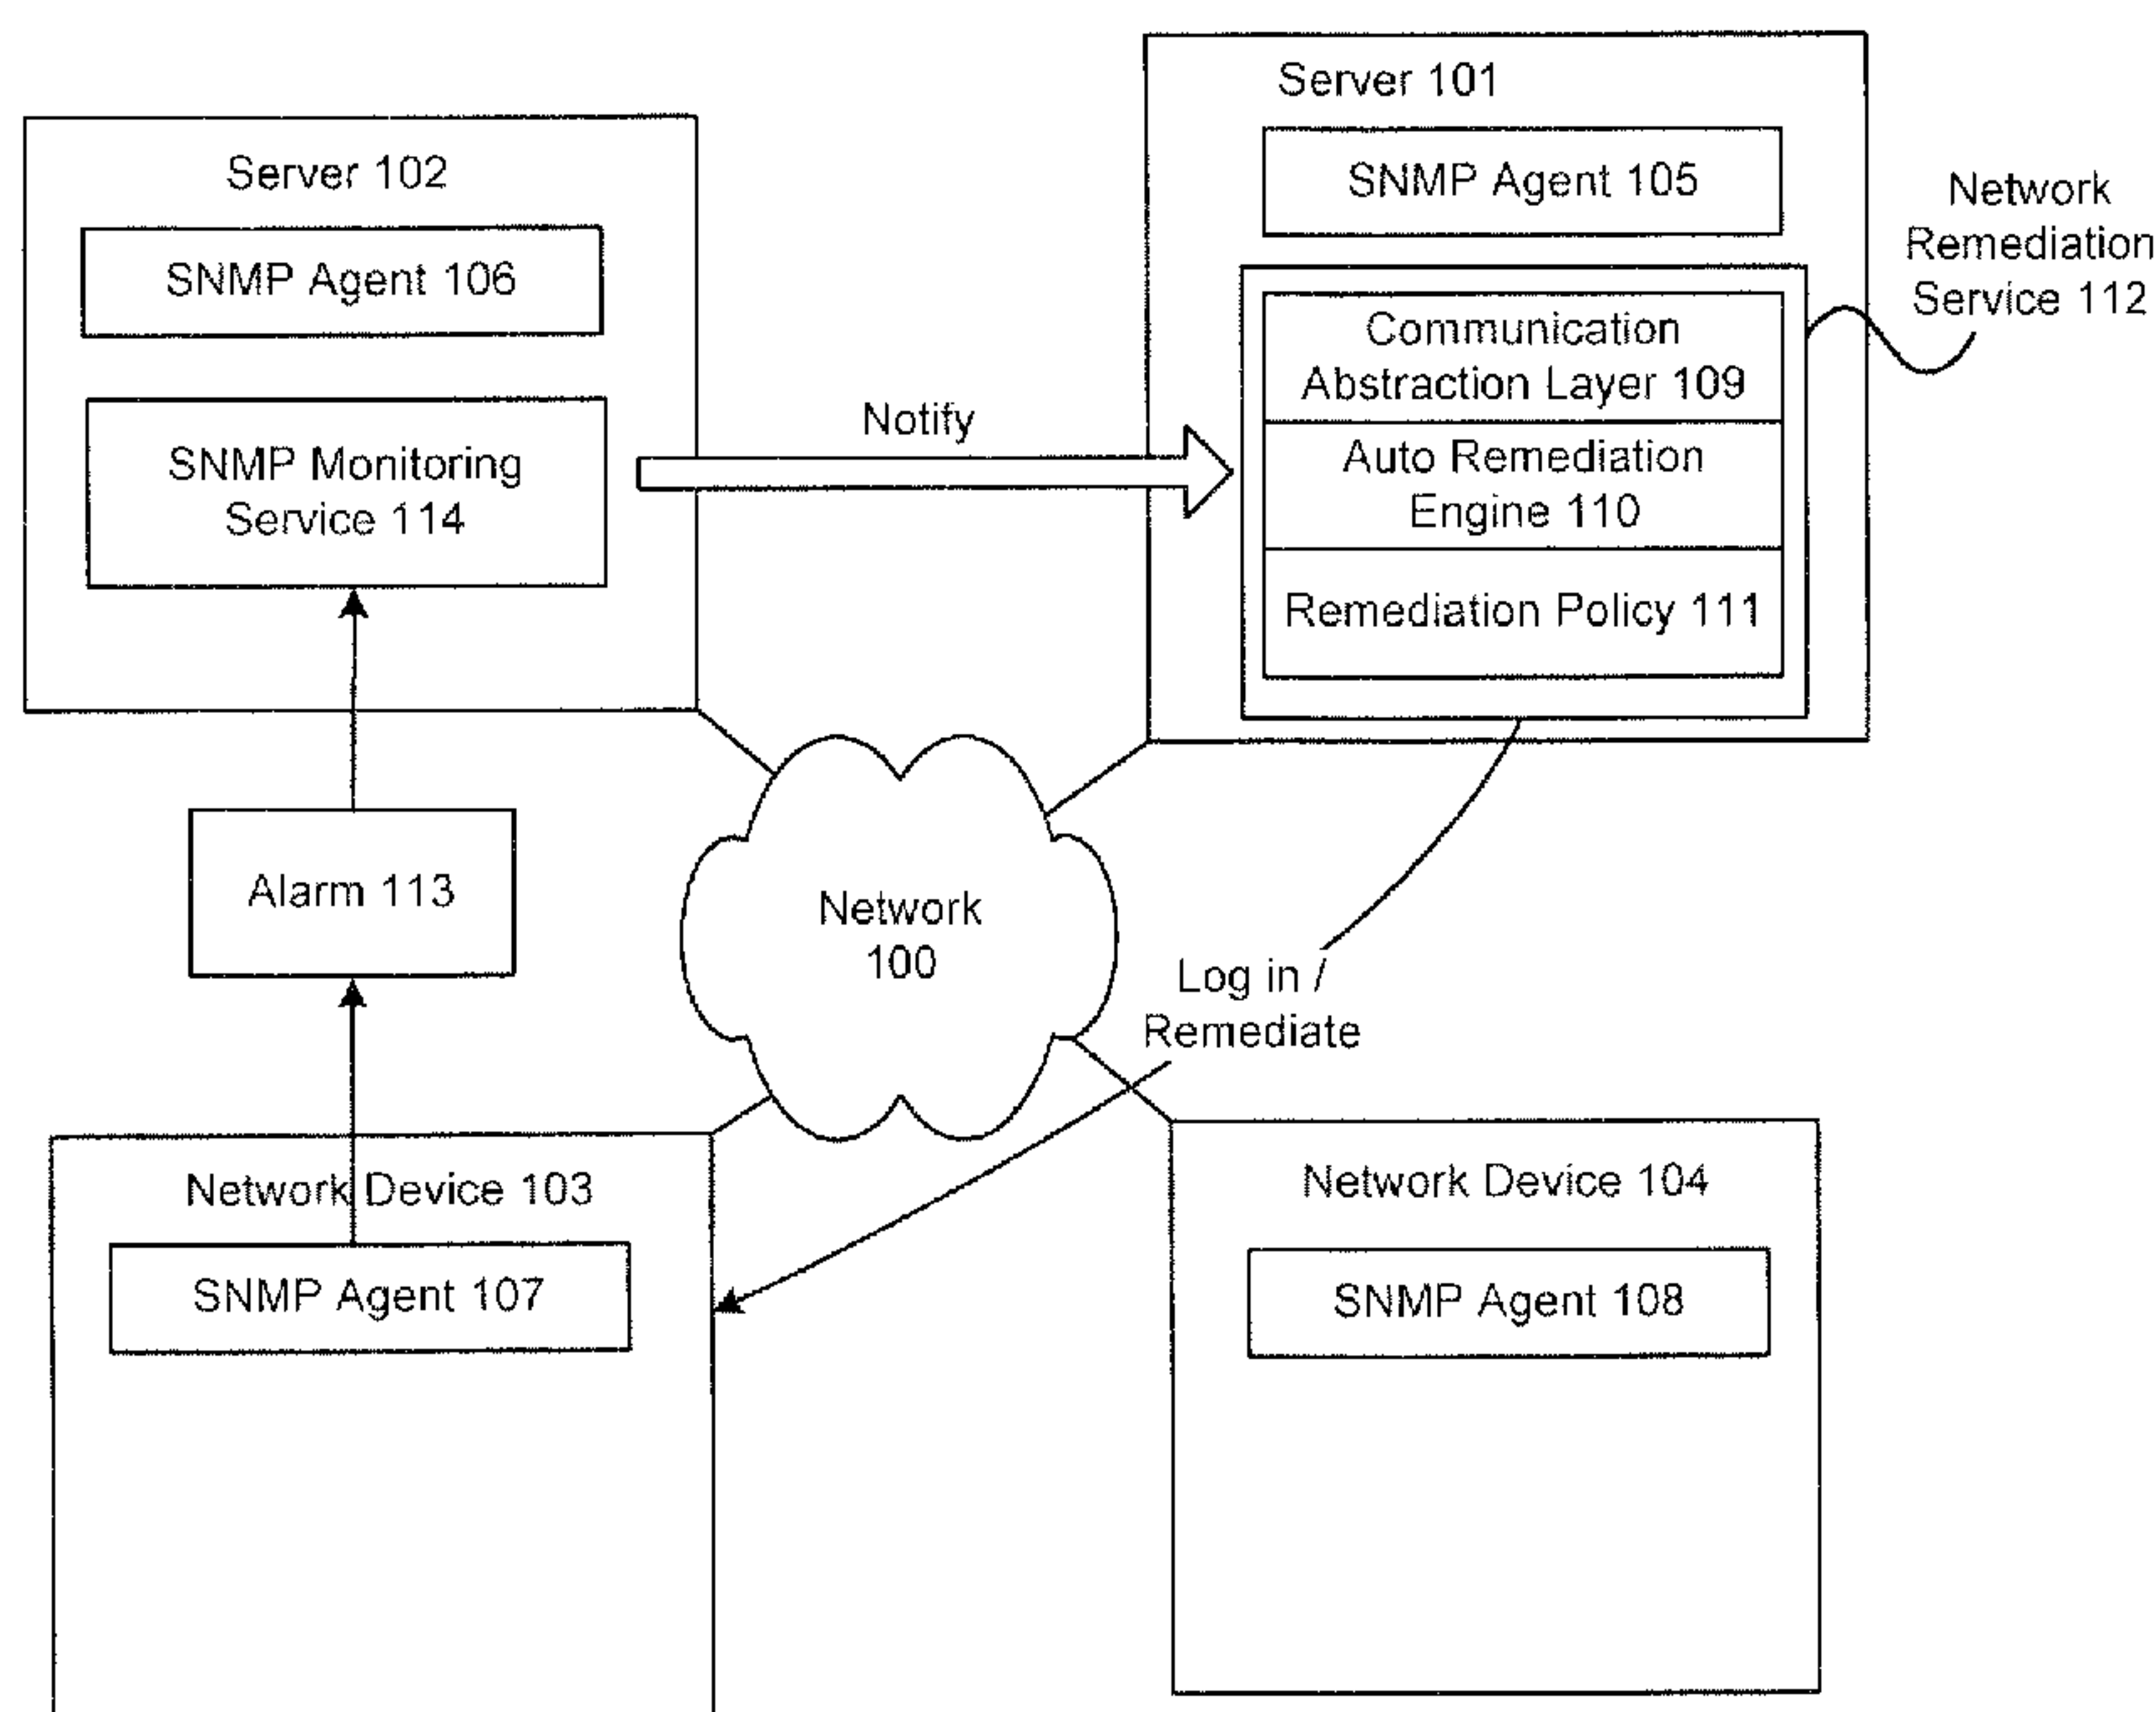 Server 102
SNMP Agent 106
SNMP Monitoring
Service 114
Notify
Server 101
SNMP Agent 105
Communication
Abstraction Layer 109
Auto Remediation
Engine 110
Remediation Policy 111
Network
Remediation
Service 112
Alarm 113
Network
100
Log in /
Remediate
Network Device 103
SNMP Agent 107
Network Device 104
SNMP Agent 108